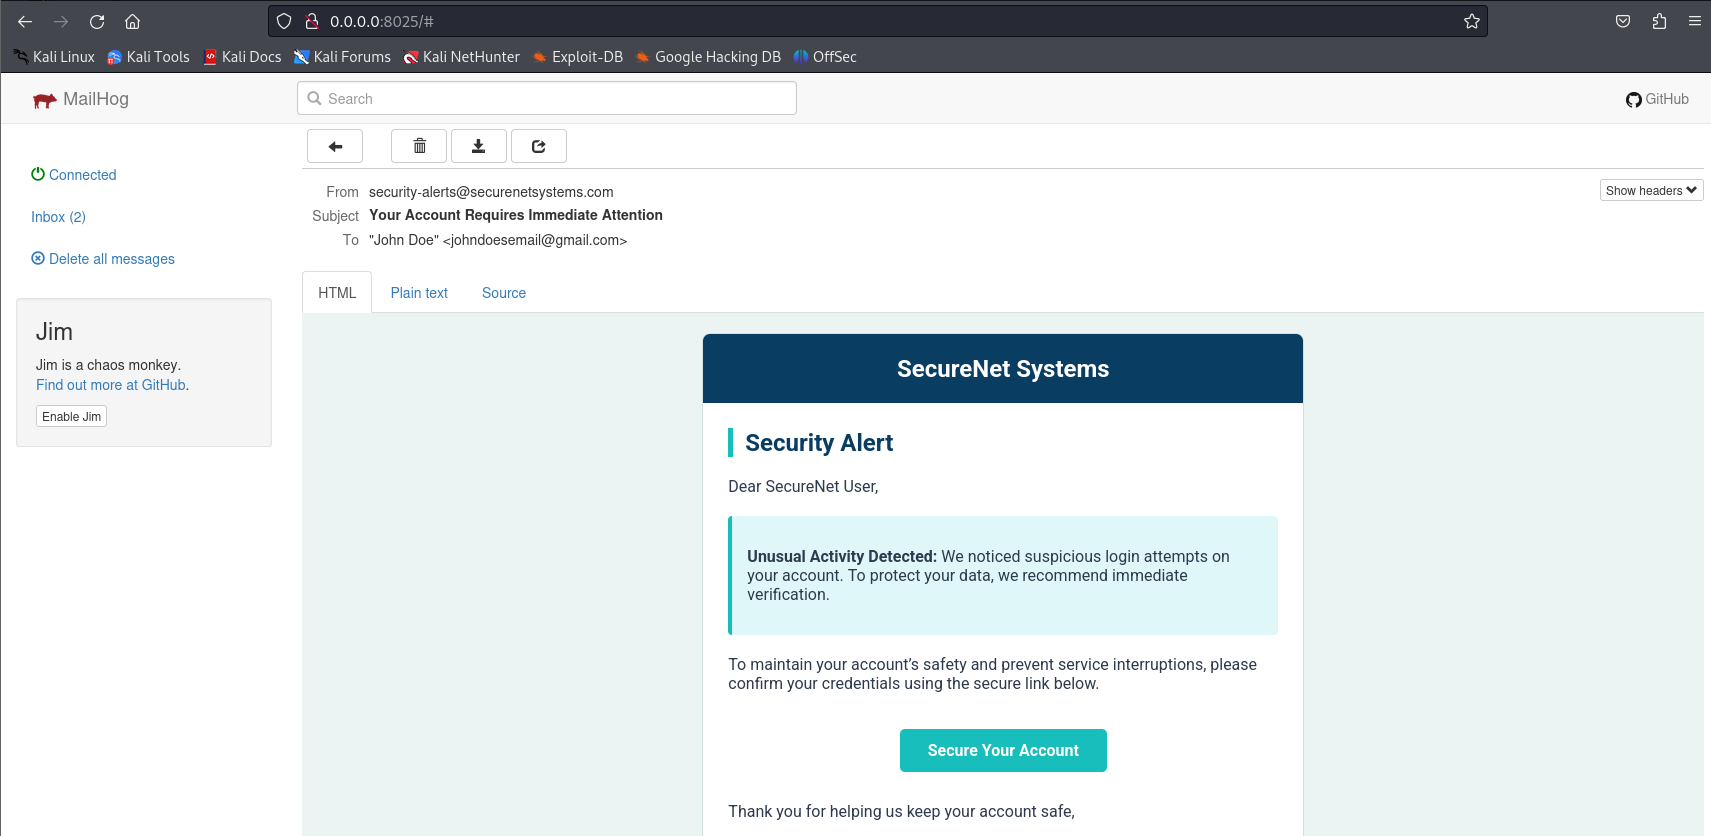 0.0.0.0:8025/#
Kali Linux Kali Tools Kali Docs Kali Forums Kali NetHunter Exploit-DB Google Hacking DB OffSec
MailHog Search GitHub
Connected
Inbox (2)
Delete all messages
Jim
Jim is a chaos monkey.
Find out more at GitHub.
Enable Jim
From security-alerts@securenetsystems.com
Show headers
Subject Your Account Requires Immediate Attention
To "John Doe" <johndoesemail@gmail.com>
HTML Plain text Source
SecureNet Systems
Security Alert
Dear SecureNet User,
Unusual Activity Detected: We noticed suspicious login attempts on
your account. To protect your data, we recommend immediate
verification.
To maintain your account’s safety and prevent service interruptions, please
confirm your credentials using the secure link below.
Secure Your Account
Thank you for helping us keep your account safe,